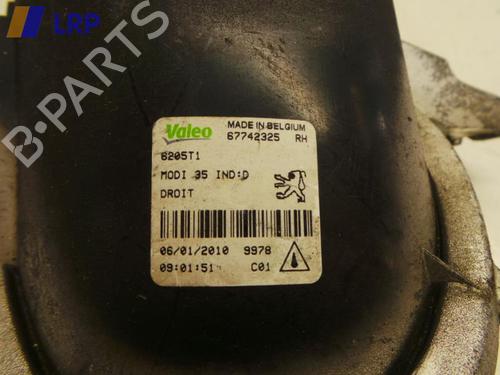 LRP
B-PARTS
Valeo
MADE IN BELGIUM
67742325 RH
6205T1
MODI 35 IND:D
DROIT
06/01/2010 9978
09:01:51 C01